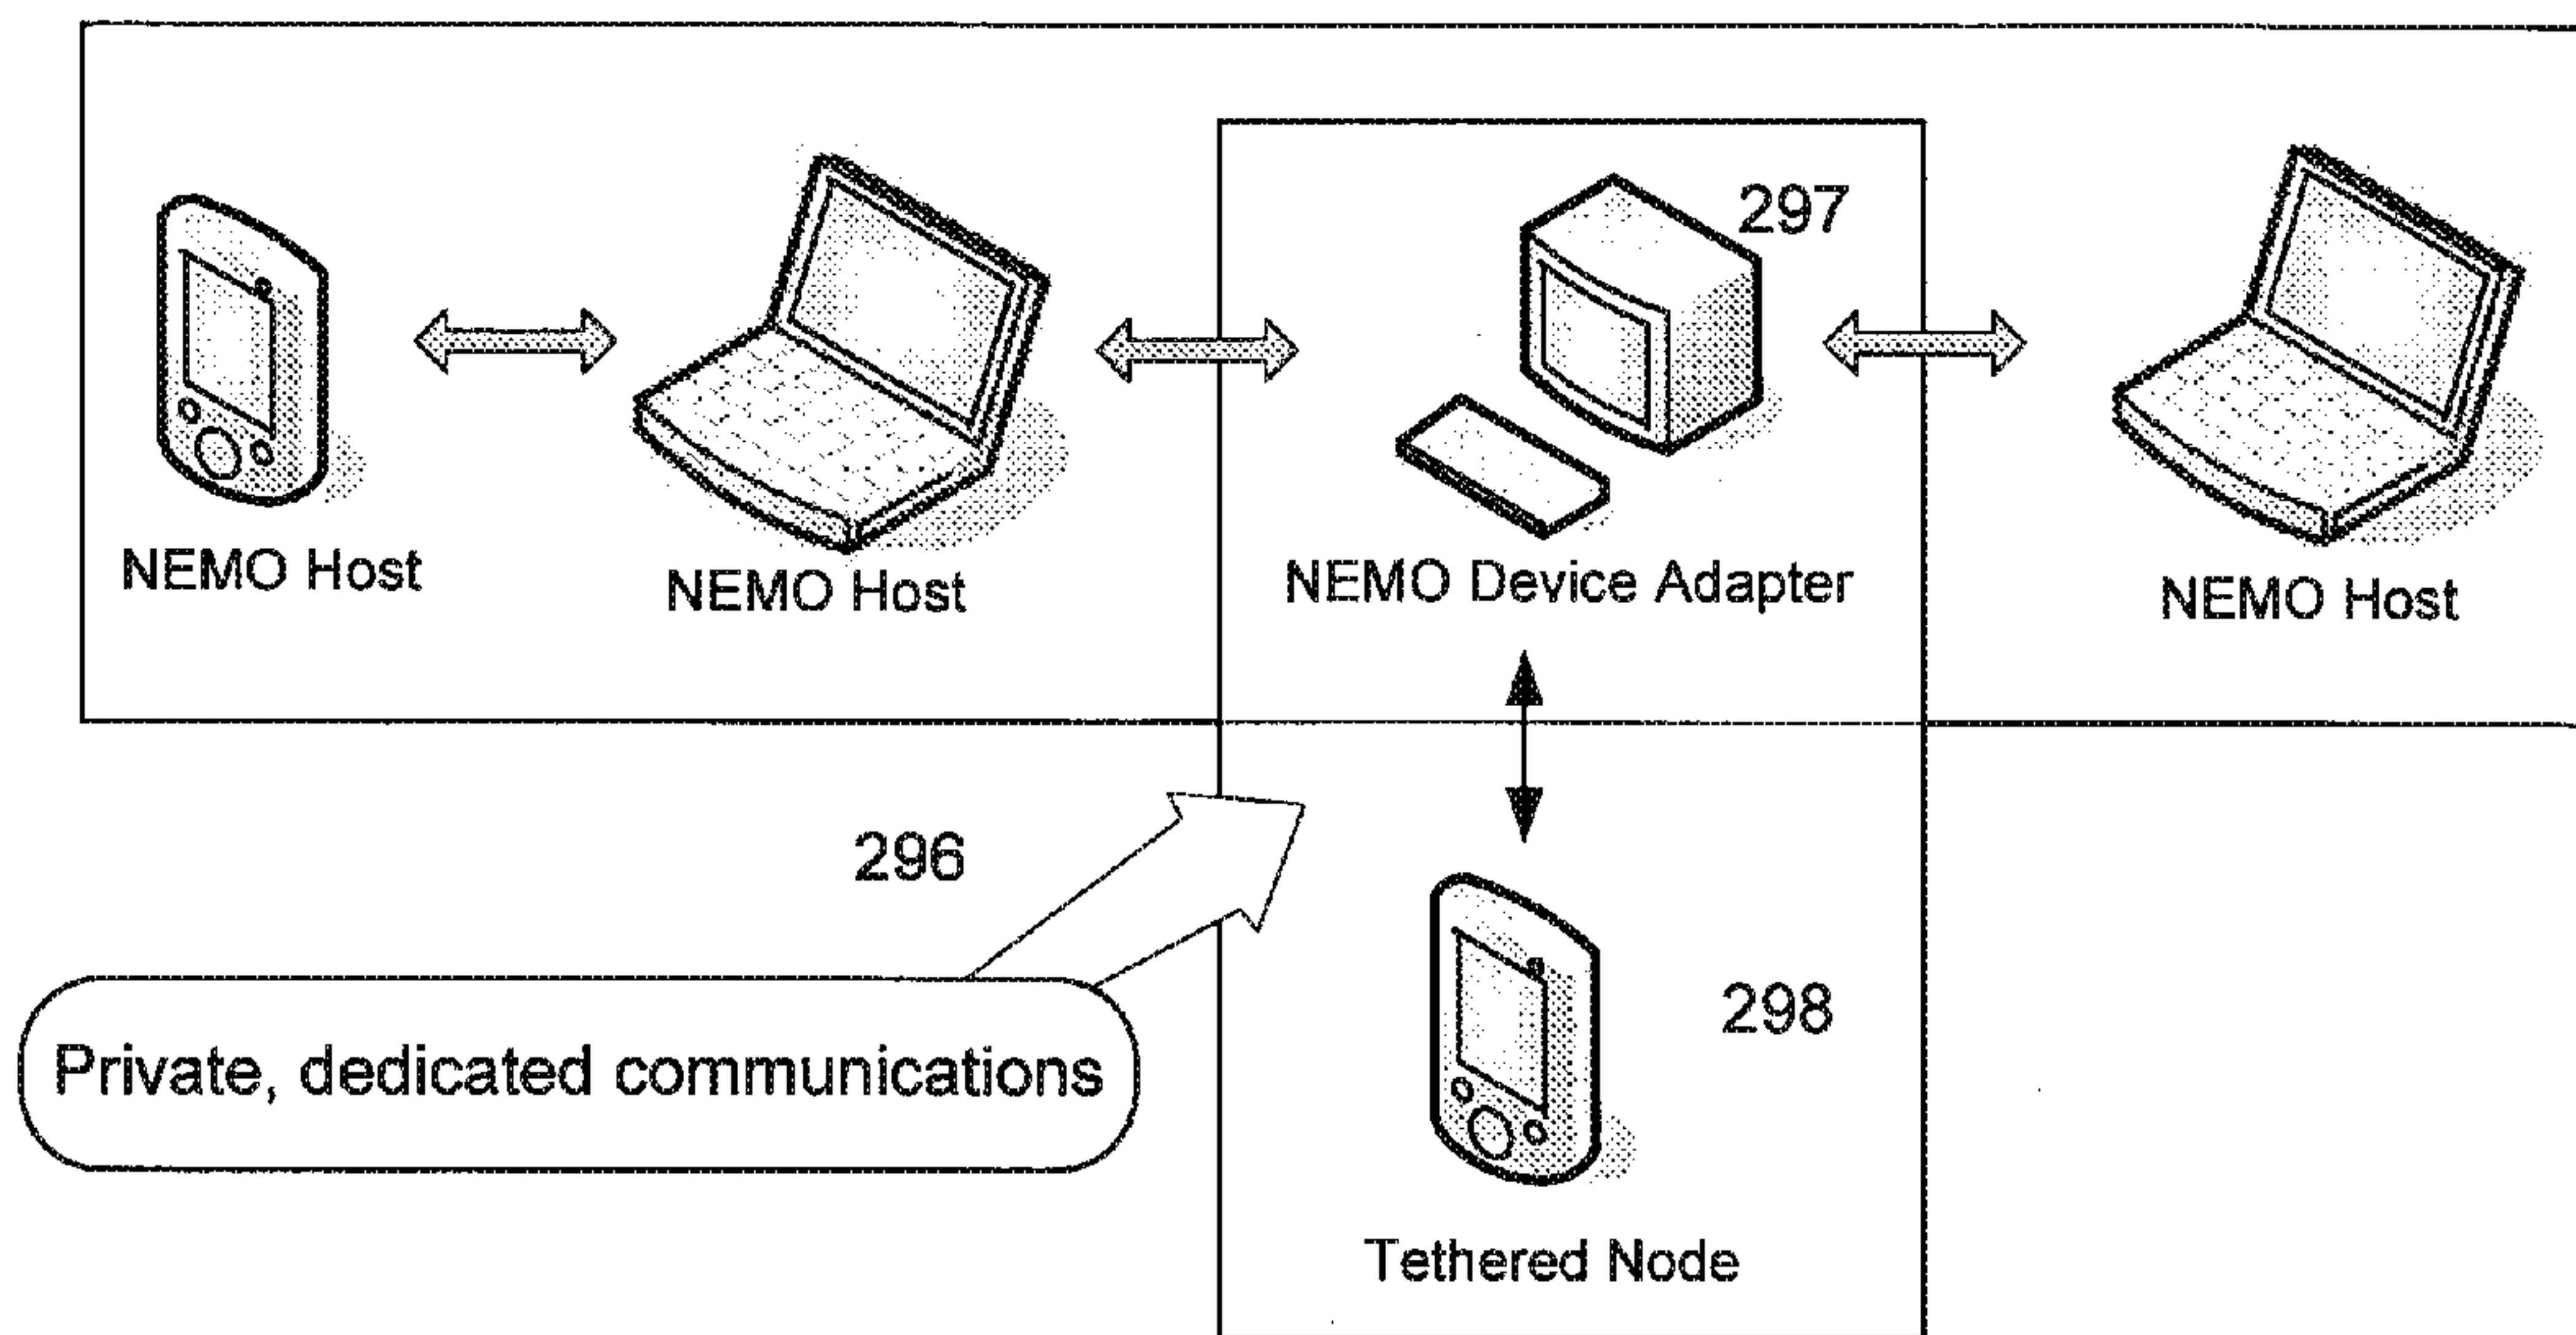 297
NEMO Host
NEMO Host
NEMO Device Adapter
NEMO Host
296
Private, dedicated communications
298
Tethered Node